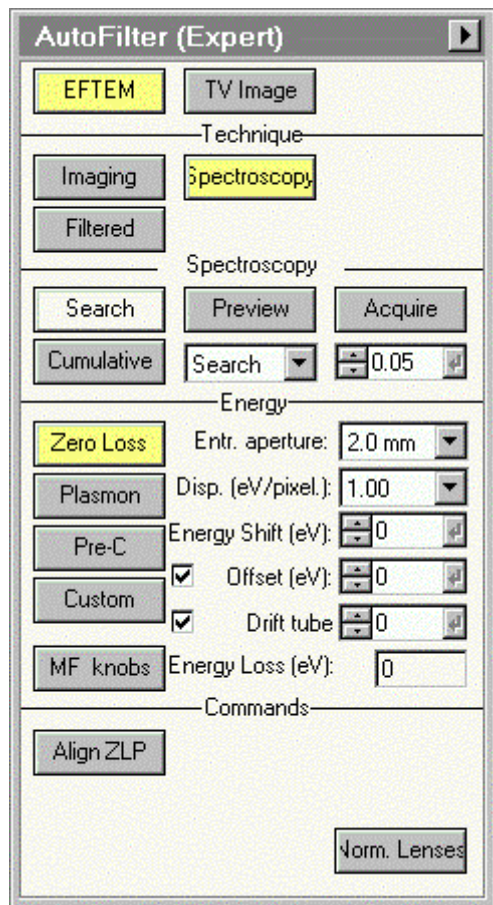 AutoFilter (Expert)
EFTEM TV Image
Technique
Imaging Spectroscopy
Filtered
Spectroscopy
Search Preview Acquire
Cumulative Search 0.05
Energy
Zero Loss Entr. aperture: 2.0 mm
Plasmon Disp. (eV/pixel.): 1.00
Pre-C Energy Shift (eV): 0
Offset (eV): 0
Custom Drift tube 0
MF knobs Energy Loss (eV): 0
Commands
Align ZLP
Norm. Lenses